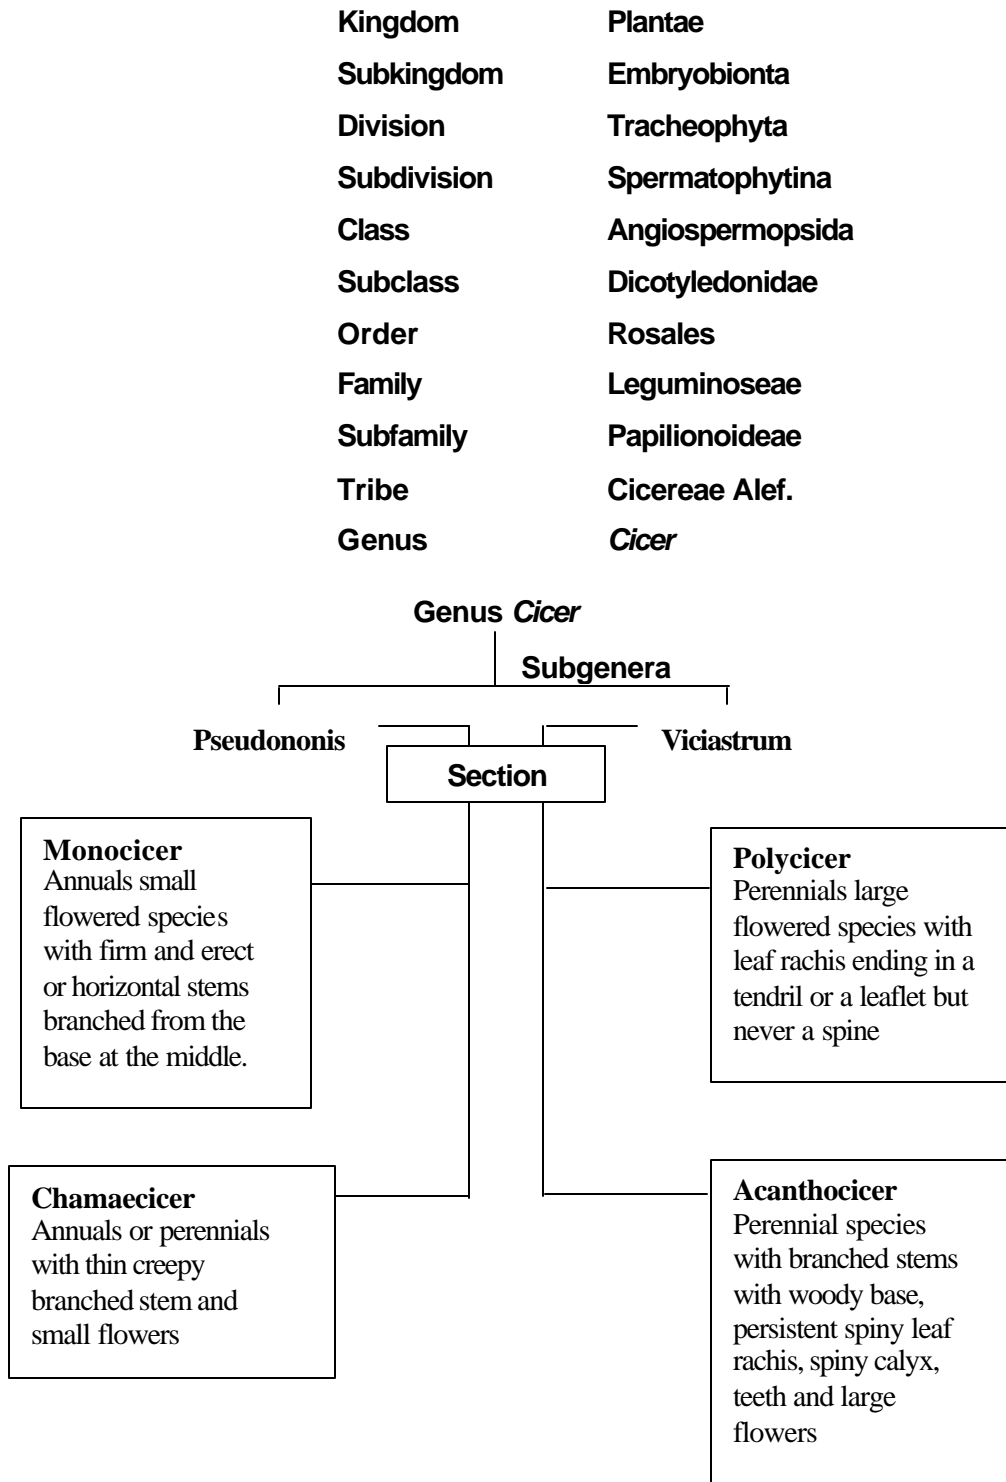 Kingdom Plantae
Subkingdom Embryobionta
Division Tracheophyta
Subdivision Spermatophytina
Class Angiospermopsida
Subclass Dicotyledonidae
Order Rosales
Family Leguminoseae
Subfamily Papilionoideae
Tribe Cicereae Alef.
Genus Cicer
Genus Cicer
Subgenera
Pseudononis
Viciastrum
Section
Monocicer
Annuals small
flowered species
with firm and erect
or horizontal stems
branched from the
base at the middle.
Polycicer
Perennials large
flowered species with
leaf rachis ending in a
tendril or a leaflet but
never a spine
Chamaecicer
Annuals or perennials
with thin creepy
branched stem and
small flowers
Acanthocicer
Perennial species
with branched stems
with woody base,
persistent spiny leaf
rachis, spiny calyx,
teeth and large
flowers